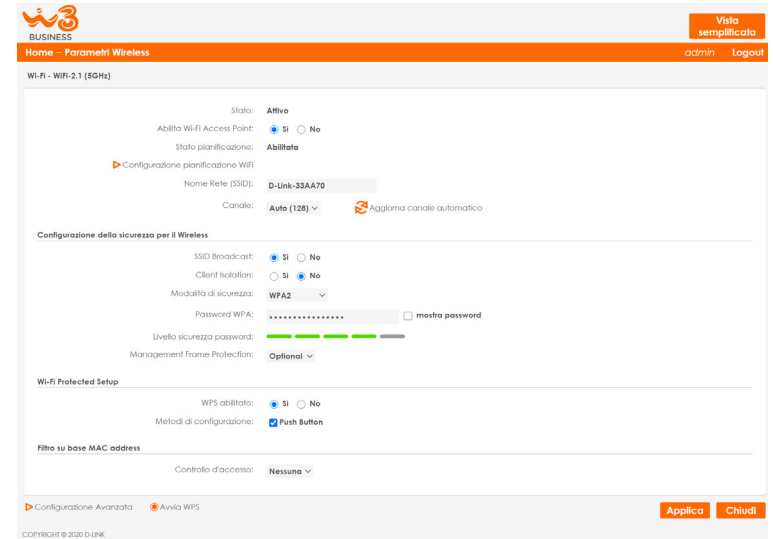 W3
BUSINESS
Vista
semplificata
Home – Parametri Wireless
admin Logout
Wi-Fi - WiFi-2.1 (5GHz)
Stato: Attivo
Abilita Wi-Fi Access Point: Si No
Stato pianificazione: Abilitata
Configurazione pianificazione WiFi
Nome Rete (SSID): D-Link-33AA70
Canale: Auto (128) Aggiorna canale automatico
Configurazione della sicurezza per il Wireless
SSID Broadcast: Si No
Client Isolation: Si No
Modalità di sicurezza: WPA2
Password WPA: •••••••••••••••• mostra password
Livello sicurezza password:
Management Frame Protection: Optional
Wi-Fi Protected Setup
WPS abilitato: Si No
Metodi di configurazione: Push Button
Filtro su base MAC address
Controllo d'accesso: Nessuna
Configurazione Avanzata Avvia WPS
Applica Chiudi
COPYRIGHT © 2020 D-LINK